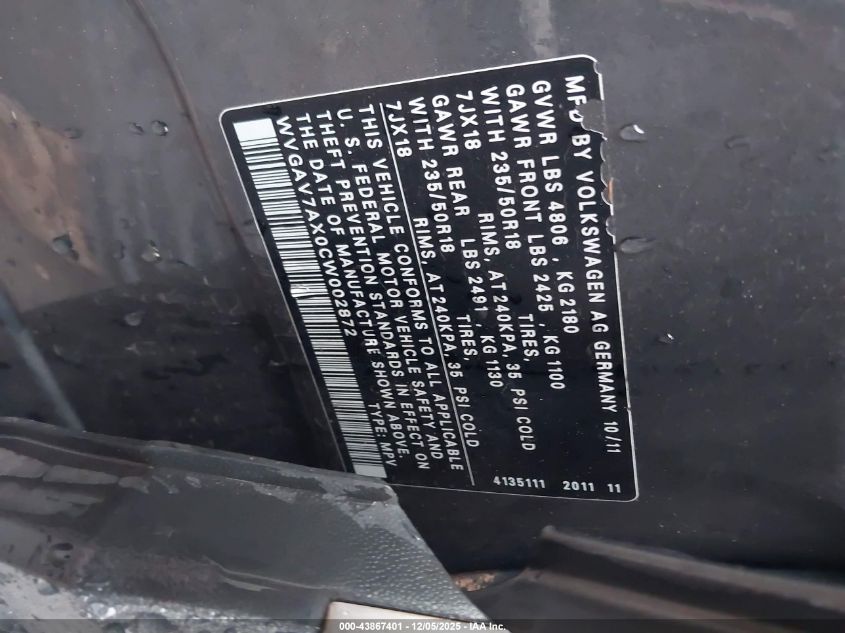 MFD BY VOLKSWAGEN AG GERMANY 10/11
GVWR LBS 4806 , KG 2180
GAWR FRONT LBS 2425 , KG 1100
WITH 235/50R18 TIRES,
7JX18 RIMS, AT 240KPA, 35 PSI COLD
GAWR REAR LBS 2491 , KG 1130
WITH 235/50R18 TIRES,
7JX18 RIMS, AT 240KPA, 35 PSI COLD
THIS VEHICLE CONFORMS TO ALL APPLICABLE
U. S. FEDERAL MOTOR VEHICLE SAFETY AND
THEFT PREVENTION STANDARDS IN EFFECT ON
THE DATE OF MANUFACTURE SHOWN ABOVE.
WVGAV7AX0CW002872 TYPE: MPV
4135111 2011 11
000-43867401 - 12/05/2025 - IAA Inc.